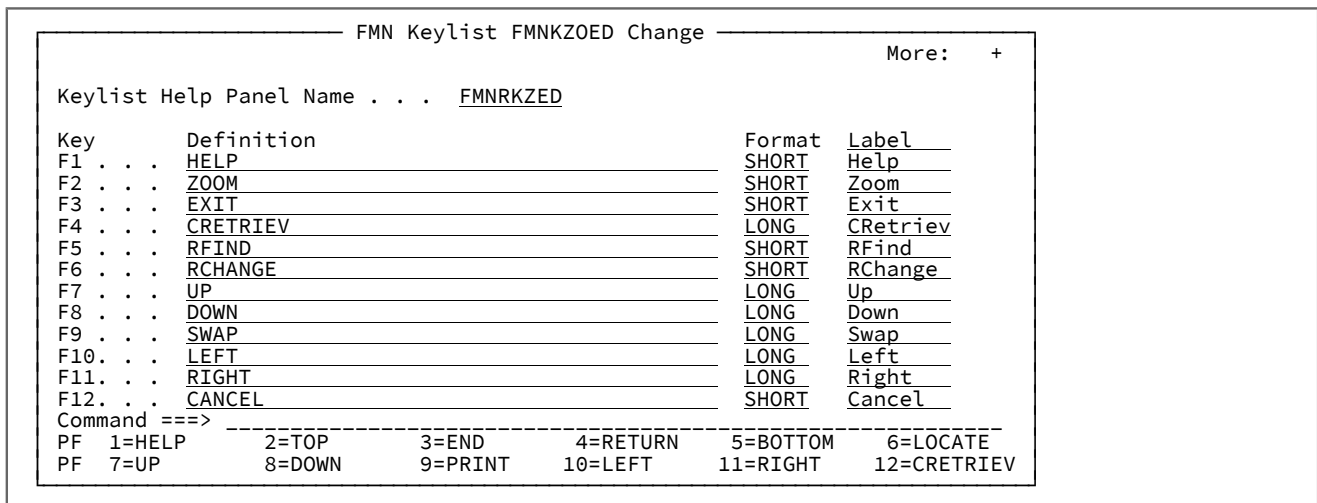 FMN Keylist FMNKZOED Change
More: +
Keylist Help Panel Name . . . FMNRKZED
Key Definition Format Label
F1 . . . HELP SHORT Help
F2 . . . ZOOM SHORT Zoom
F3 . . . EXIT SHORT Exit
F4 . . . CRETRIEV LONG CRetriev
F5 . . . RFIND SHORT RFind
F6 . . . RCHANGE SHORT RChange
F7 . . . UP LONG Up
F8 . . . DOWN LONG Down
F9 . . . SWAP LONG Swap
F10. . . LEFT LONG Left
F11. . . RIGHT LONG Right
F12. . . CANCEL SHORT Cancel
Command ===> ____________________________________________________________
PF 1=HELP 2=TOP 3=END 4=RETURN 5=BOTTOM 6=LOCATE
PF 7=UP 8=DOWN 9=PRINT 10=LEFT 11=RIGHT 12=CRETRIEV